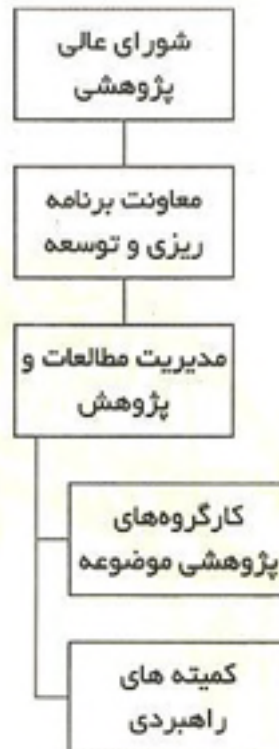 شورای عالی
پژوهشی
معاونت برنامه
ریزی و توسعه
مدیریت مطالعات و
پژوهش
کارگروه‌های
پژوهشی موضوعه
کمیته های
راهبردی